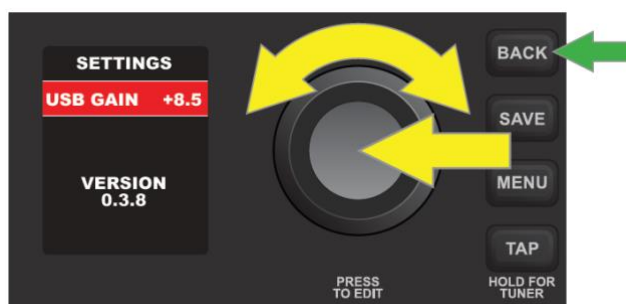 SETTINGS
USB GAIN +8.5
VERSION
0.3.8
BACK
SAVE
MENU
TAP
PRESS
TO EDIT
HOLD FOR
TUNER